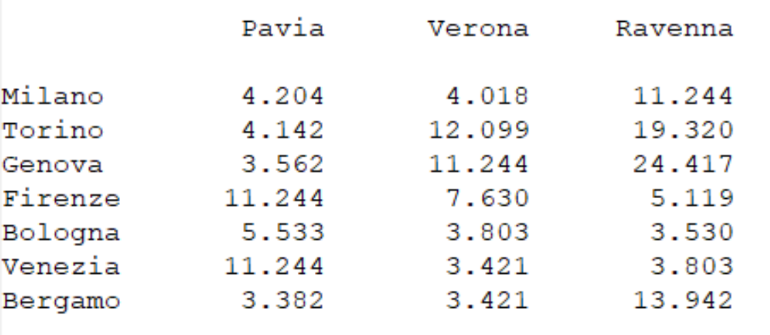 Pavia Verona Ravenna
Milano 4.204 4.018 11.244
Torino 4.142 12.099 19.320
Genova 3.562 11.244 24.417
Firenze 11.244 7.630 5.119
Bologna 5.533 3.803 3.530
Venezia 11.244 3.421 3.803
Bergamo 3.382 3.421 13.942